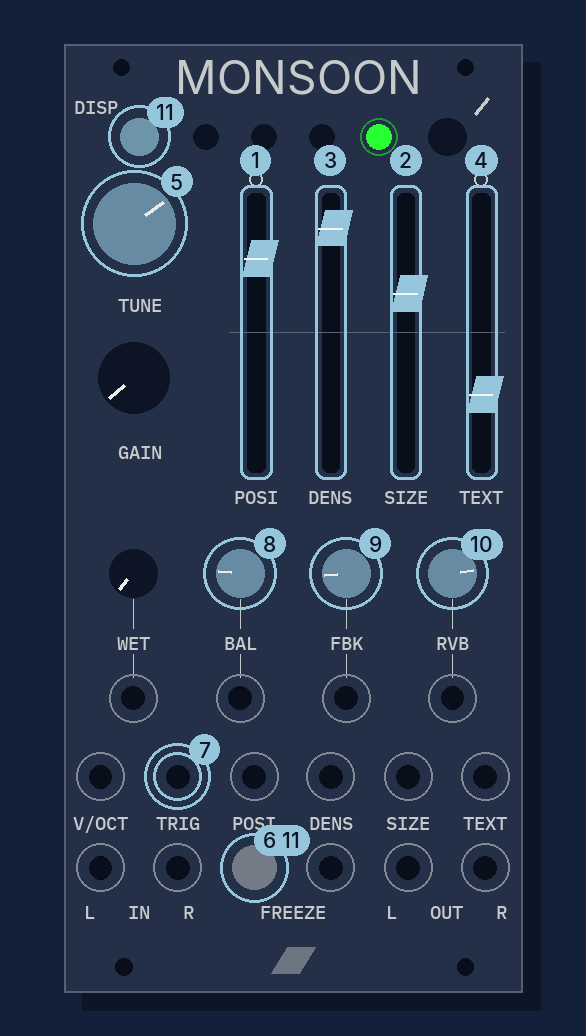 MONSOON
DISP 11
1 3 2 4
5
TUNE
GAIN
POSI DENS SIZE TEXT
8 9 10
WET BAL FBK RVB
7
V/OCT TRIG POSI DENS SIZE TEXT
6 11
L IN R FREEZE L OUT R